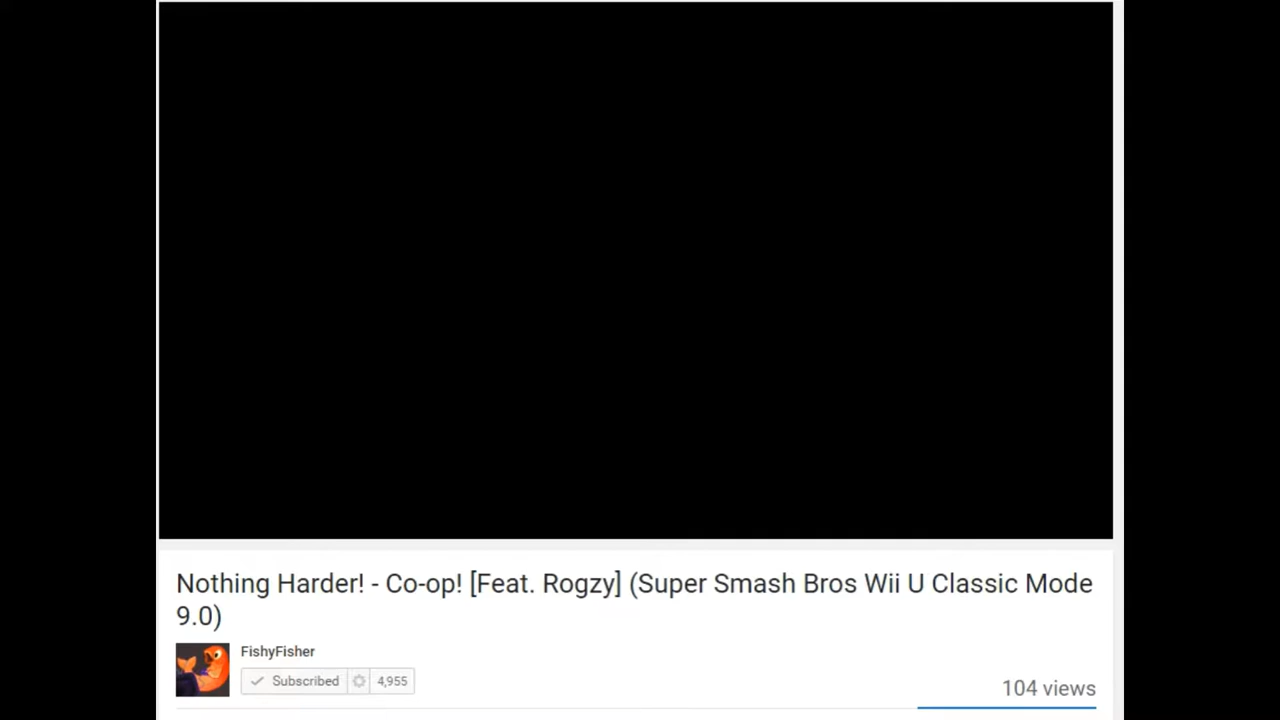 Nothing Harder! - Co-op! [Feat. Rogzy] (Super Smash Bros Wii U Classic Mode
9.0)
FishyFisher
Subscribed 4,955
104 views